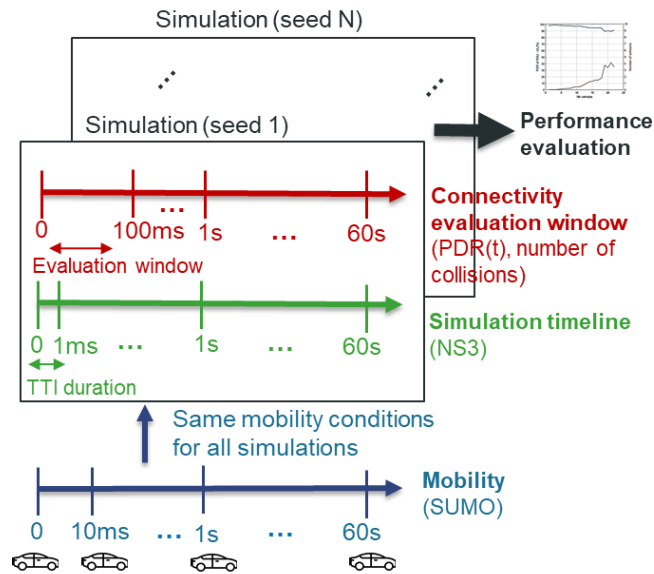 Simulation (seed N)
Simulation (seed 1)
Performance
evaluation
0
100ms
...
1s
...
60s
Evaluation window
Connectivity
evaluation window
(PDR(t), number of
collisions)
0
1ms
...
1s
...
60s
TTI duration
Simulation timeline
(NS3)
Same mobility conditions
for all simulations
0
10ms
...
1s
...
60s
Mobility
(SUMO)